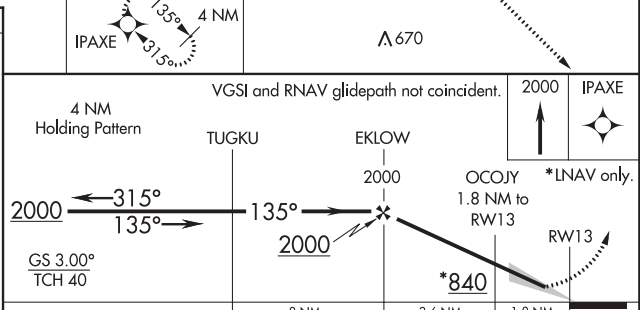 135°
4 NM
IPAXE
315°
670
VGSI and RNAV glidepath not coincident.
2000
IPAXE
4 NM
Holding Pattern
TUGKU
EKLOW
2000
OCOJY
1.8 NM to
RW13
*LNAV only.
2000
315°
135°
135°
2000
RW13
GS 3.00°
TCH 40
*840